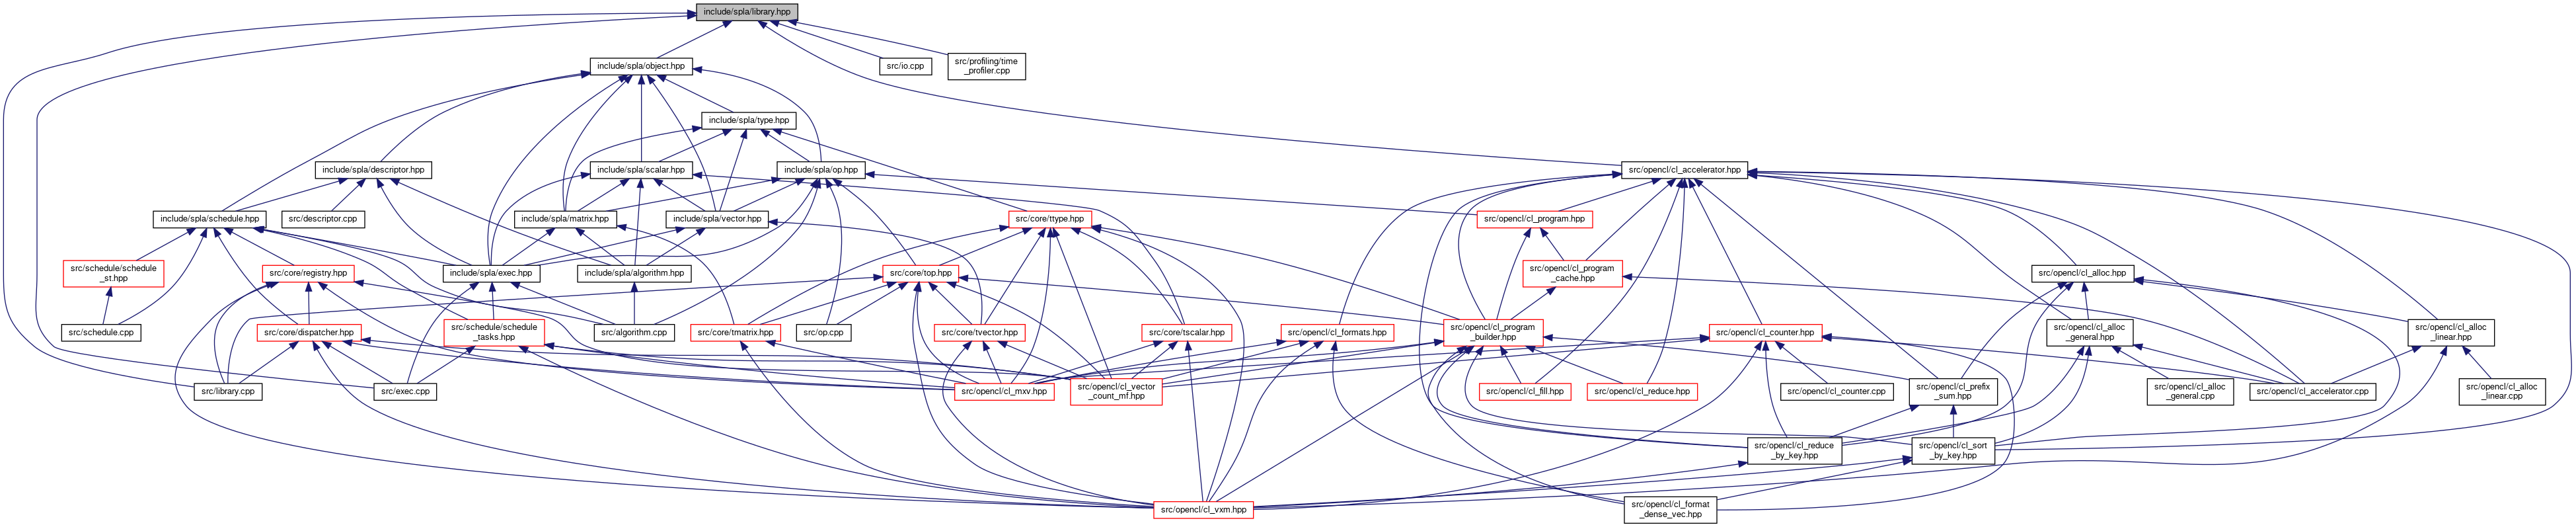 include/spla/library.hpp
include/spla/object.hpp
src/io.cpp
src/profiling/time
_profiler.cpp
include/spla/type.hpp
include/spla/descriptor.hpp
include/spla/scalar.hpp
include/spla/op.hpp
src/opencl/cl_accelerator.hpp
include/spla/schedule.hpp
src/descriptor.cpp
include/spla/matrix.hpp
include/spla/vector.hpp
src/core/ttype.hpp
src/opencl/cl_program.hpp
src/schedule/schedule
_st.hpp
src/core/registry.hpp
include/spla/exec.hpp
include/spla/algorithm.hpp
src/core/top.hpp
src/opencl/cl_program
_cache.hpp
src/opencl/cl_alloc.hpp
src/schedule.cpp
src/core/dispatcher.hpp
src/schedule/schedule
_tasks.hpp
src/algorithm.cpp
src/core/tmatrix.hpp
src/op.cpp
src/core/tvector.hpp
src/core/tscalar.hpp
src/opencl/cl_formats.hpp
src/opencl/cl_program
_builder.hpp
src/opencl/cl_counter.hpp
src/opencl/cl_alloc
_general.hpp
src/opencl/cl_alloc
_linear.hpp
src/library.cpp
src/exec.cpp
src/opencl/cl_mxv.hpp
src/opencl/cl_vector
_count_mf.hpp
src/opencl/cl_fill.hpp
src/opencl/cl_reduce.hpp
src/opencl/cl_counter.cpp
src/opencl/cl_prefix
_sum.hpp
src/opencl/cl_alloc
_general.cpp
src/opencl/cl_accelerator.cpp
src/opencl/cl_alloc
_linear.cpp
src/opencl/cl_reduce
_by_key.hpp
src/opencl/cl_sort
_by_key.hpp
src/opencl/cl_vxm.hpp
src/opencl/cl_format
_dense_vec.hpp